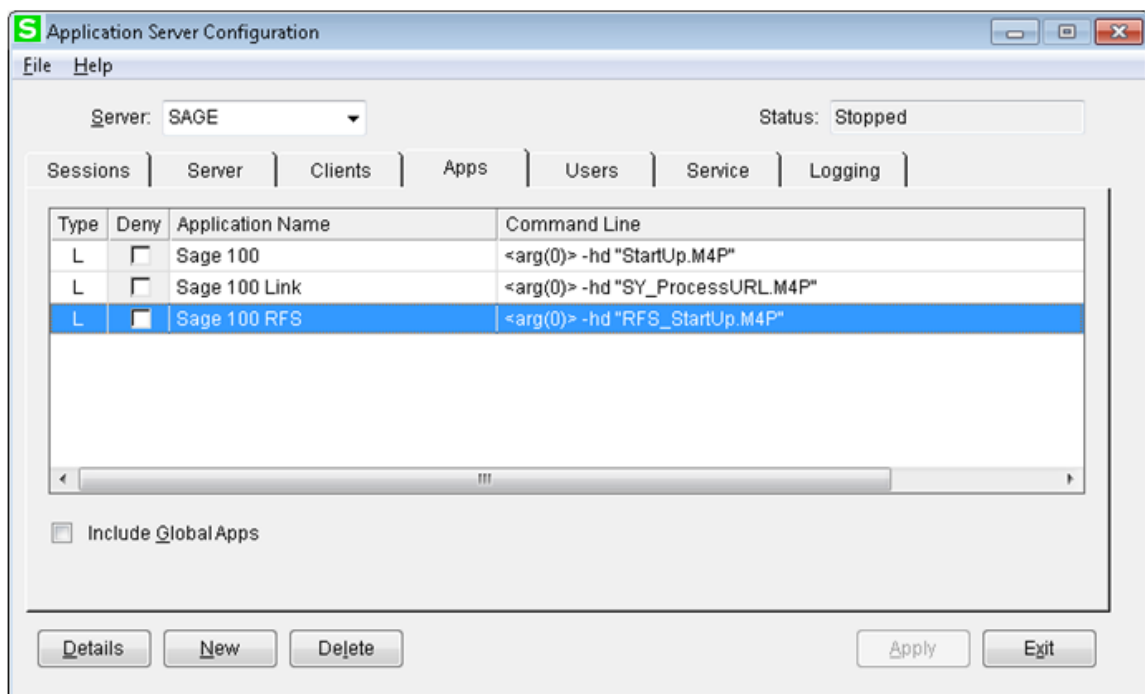 S Application Server Configuration
File Help
Server: SAGE Status: Stopped
Sessions Server Clients Apps Users Service Logging
Type Deny Application Name Command Line
L Sage 100 <arg(0)> -hd "StartUp.M4P"
L Sage 100 Link <arg(0)> -hd "SY_ProcessURL.M4P"
L Sage 100 RFS <arg(0)> -hd "RFS_StartUp.M4P"
Include Global Apps
Details New Delete Apply Exit